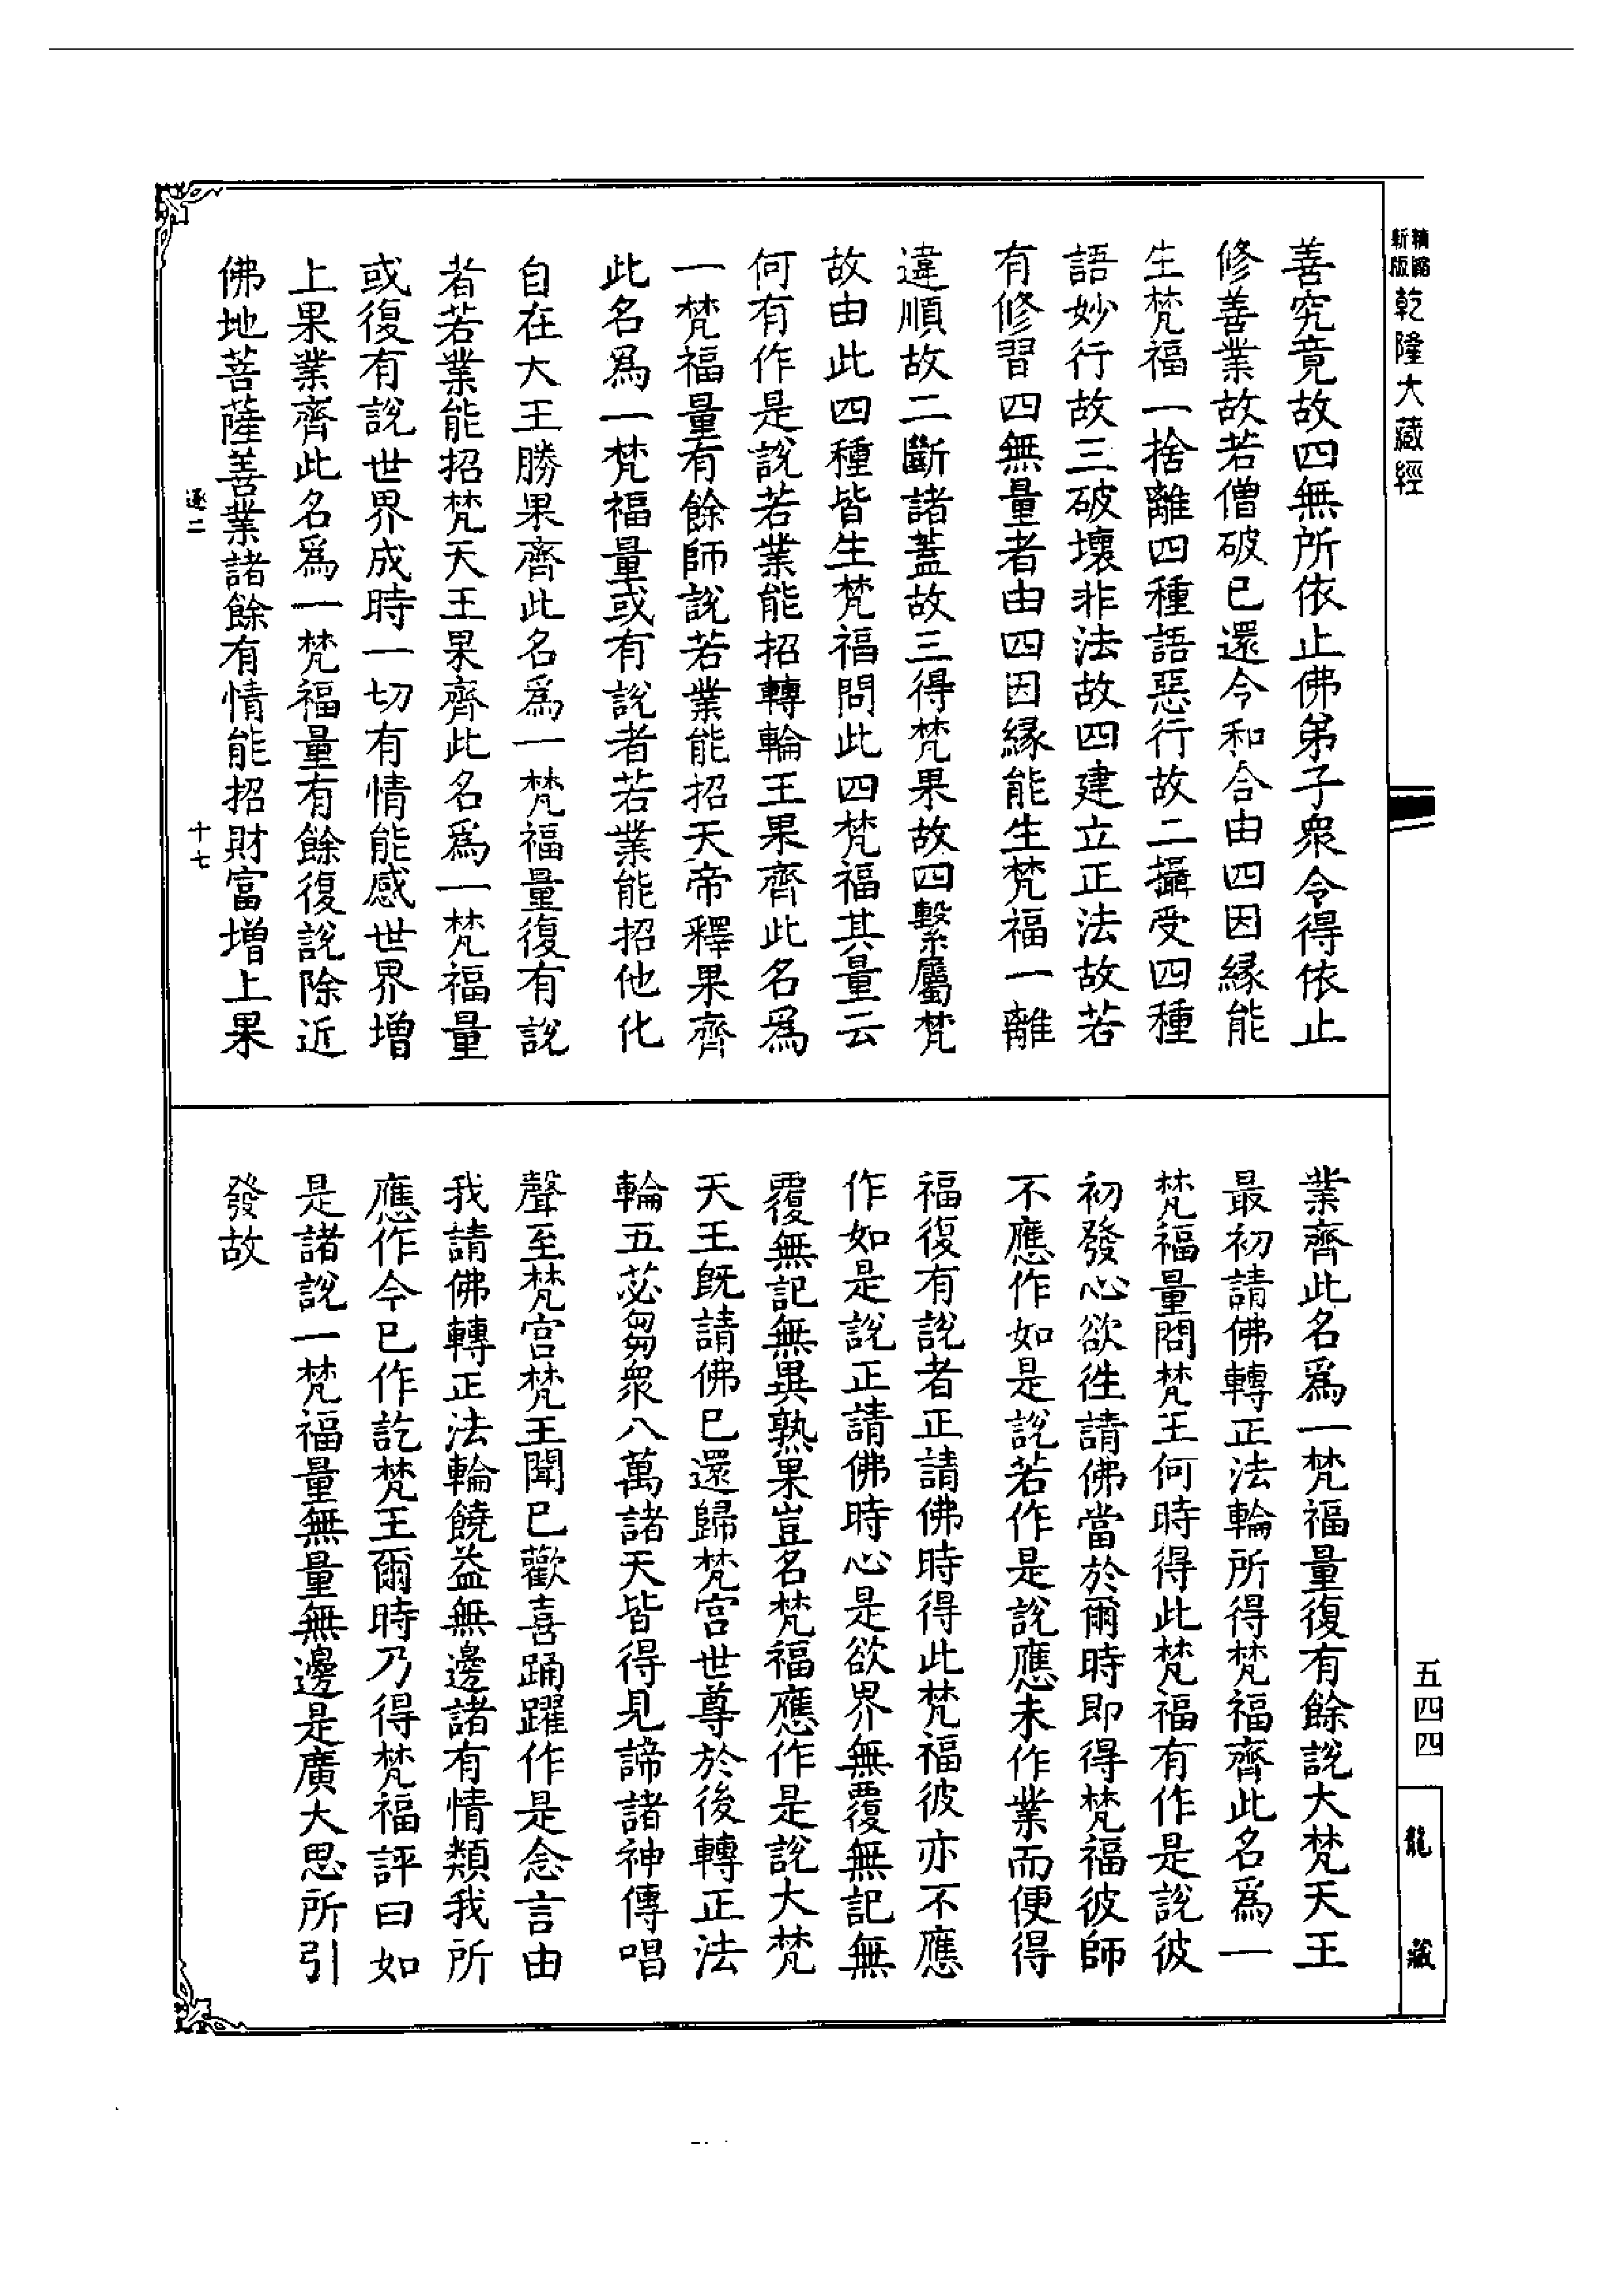 新版
精縮
乾隆大藏經
善究竟故四無所依止佛弟子衆令得依止
修善業故若僧破已還令和合由四因緣能
生梵福一捨離四種語惡行故二攝受四種
語妙行故三破壞非法故四建立正法故若
有修習四無量者由四因緣能生梵福一離
違順故二斷諸蓋故三得梵果故四繫屬梵
故由此四種皆生梵福問此四梵福其量云
何有作是說若業能招轉輪王果齊此名爲
一梵福量有餘師說若業能招天帝釋果齊
此名爲一梵福量或有說者若業能招他化
自在大王勝果齊此名爲一梵福量復有說
者若業能招梵天王果齊此名爲一梵福量
或復有說世界成時一切有情能感世界增
上果業齊此名爲一梵福量有餘復說除近
佛地菩薩善業諸餘有情能招財富增上果
逐二
十七
業齊此名爲一梵福量復有餘說大梵天王
最初請佛轉正法輪所得梵福齊此名爲一
梵福量問梵王何時得此梵福有作是說彼
初發心欲徃請佛當於爾時即得梵福彼師
不應作如是說若作是說應未作業而便得
福復有說者正請佛時得此梵福彼亦不應
作如是說正請佛時心是欲界無覆無記無
覆無記無異熟果豈名梵福應作是說大梵
天王旣請佛已還歸梵宫世尊於後轉正法
輪五苾芻衆八萬諸天皆得見諦諸神傳唱
聲至梵宫梵王聞已歡喜踊躍作是念言由
我請佛轉正法輪饒益無邊諸有情類我所
應作今已作訖梵王爾時乃得梵福評曰如
是諸說一梵福量無量無邊是廣大思所引
發故
五四四
龍藏